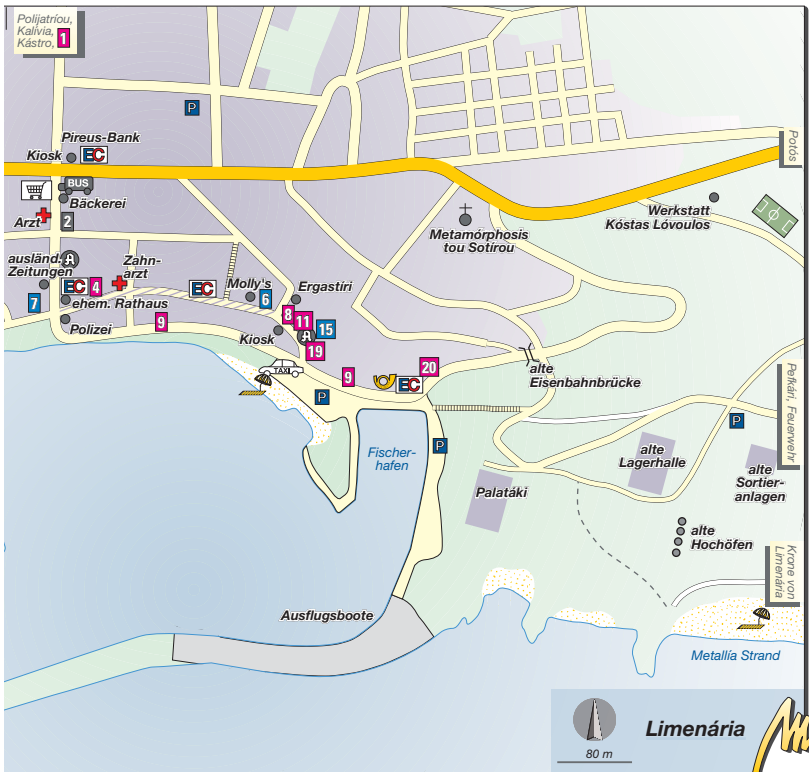 Polijatríou,
Kalívia,
Kástro,
1
P
Pireus-Bank
Kiosk
EC
Potós
BUS
Bäckerei
Arzt
2
Werkstatt
Kóstas Lóvoulos
Metamórphosis
tou Sotírou
ausländ.
Zeitungen
A
Zahn-
arzt
EC
4
EC
Molly's
6
Ergastíri
7
ehem. Rathaus
8
11
Polizei
9
Kiosk
A
15
19
TAXI
9
EC
20
alte
Eisenbahnbrücke
P
Pefkári, Feuerwehr
P
P
Fischer-
hafen
alte
Lagerhalle
alte
Sortier-
anlagen
Palatáki
alte
Hochöfen
Krone von
Limenária
Ausflugsboote
Metallía Strand
Limenária
80 m